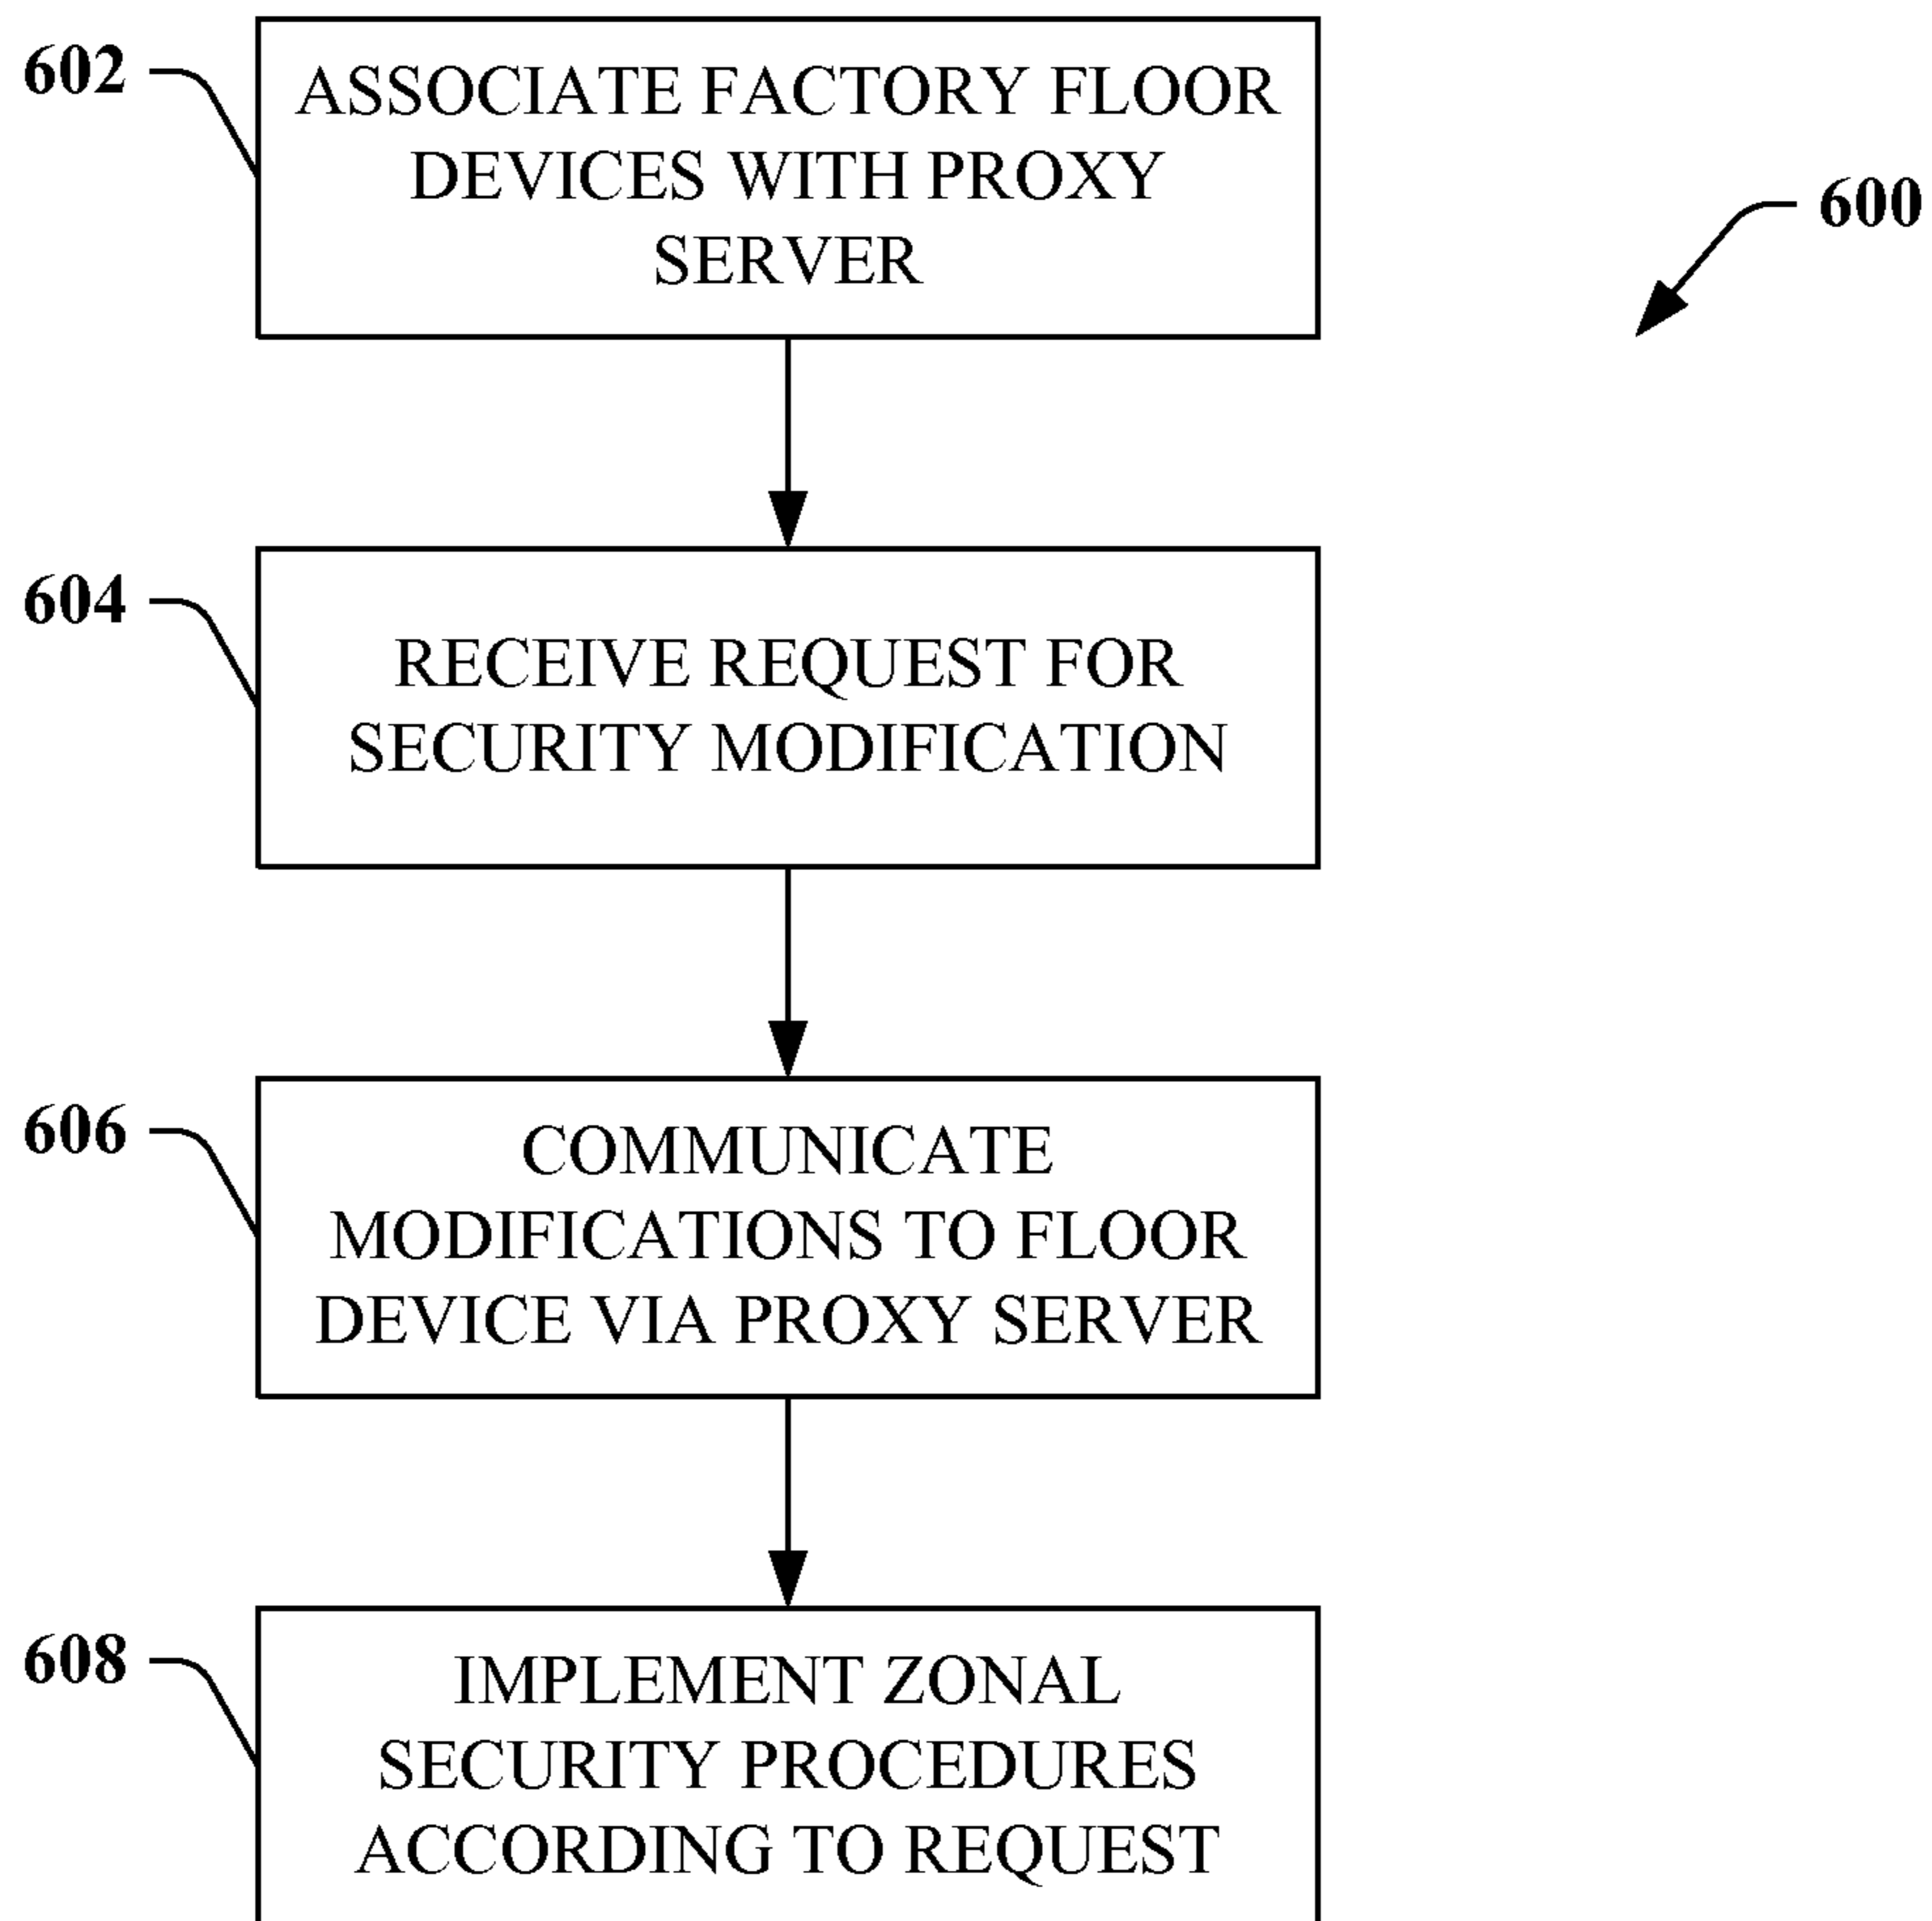 602
ASSOCIATE FACTORY FLOOR
DEVICES WITH PROXY
SERVER
600
604
RECEIVE REQUEST FOR
SECURITY MODIFICATION
606
COMMUNICATE
MODIFICATIONS TO FLOOR
DEVICE VIA PROXY SERVER
608
IMPLEMENT ZONAL
SECURITY PROCEDURES
ACCORDING TO REQUEST